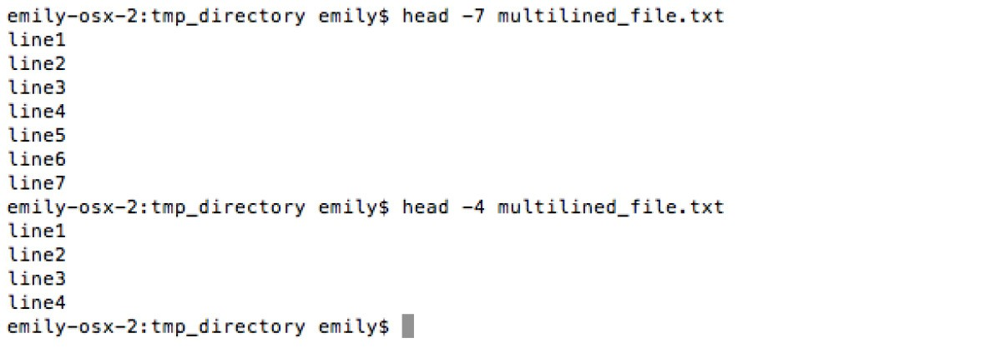 emily-osx-2:tmp_directory emily$ head -7 multilined_file.txt
line1
line2
line3
line4
line5
line6
line7
emily-osx-2:tmp_directory emily$ head -4 multilined_file.txt
line1
line2
line3
line4
emily-osx-2:tmp_directory emily$